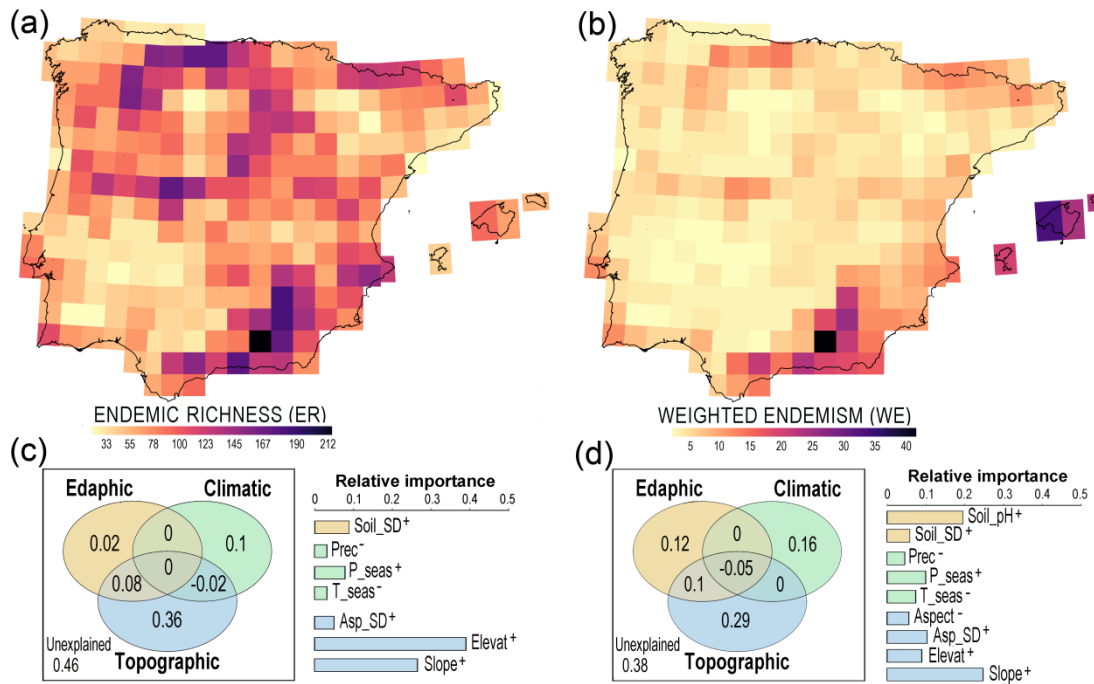 (a)
(b)
ENDEMIC RICHNESS (ER)
33 55 78 100 123 145 167 190 212
WEIGHTED ENDEMISM (WE)
5 10 15 20 25 30 35 40
(c)
Edaphic
Climatic
0.02
0
0.1
0
0.08
-0.02
0.36
Unexplained
0.46
Topographic
Relative importance
0 0.1 0.2 0.3 0.4 0.5
Soil_SD+
Prec-
P_seas+
T_seas-
Asp_SD+
Elevat+
Slope+
(d)
Edaphic
Climatic
0.12
0
0.16
-0.05
0.1
0
0.29
Unexplained
0.38
Topographic
Relative importance
0 0.1 0.2 0.3 0.4 0.5
Soil_pH+
Soil_SD+
Prec-
P_seas+
T_seas-
Aspect-
Asp_SD+
Elevat+
Slope+